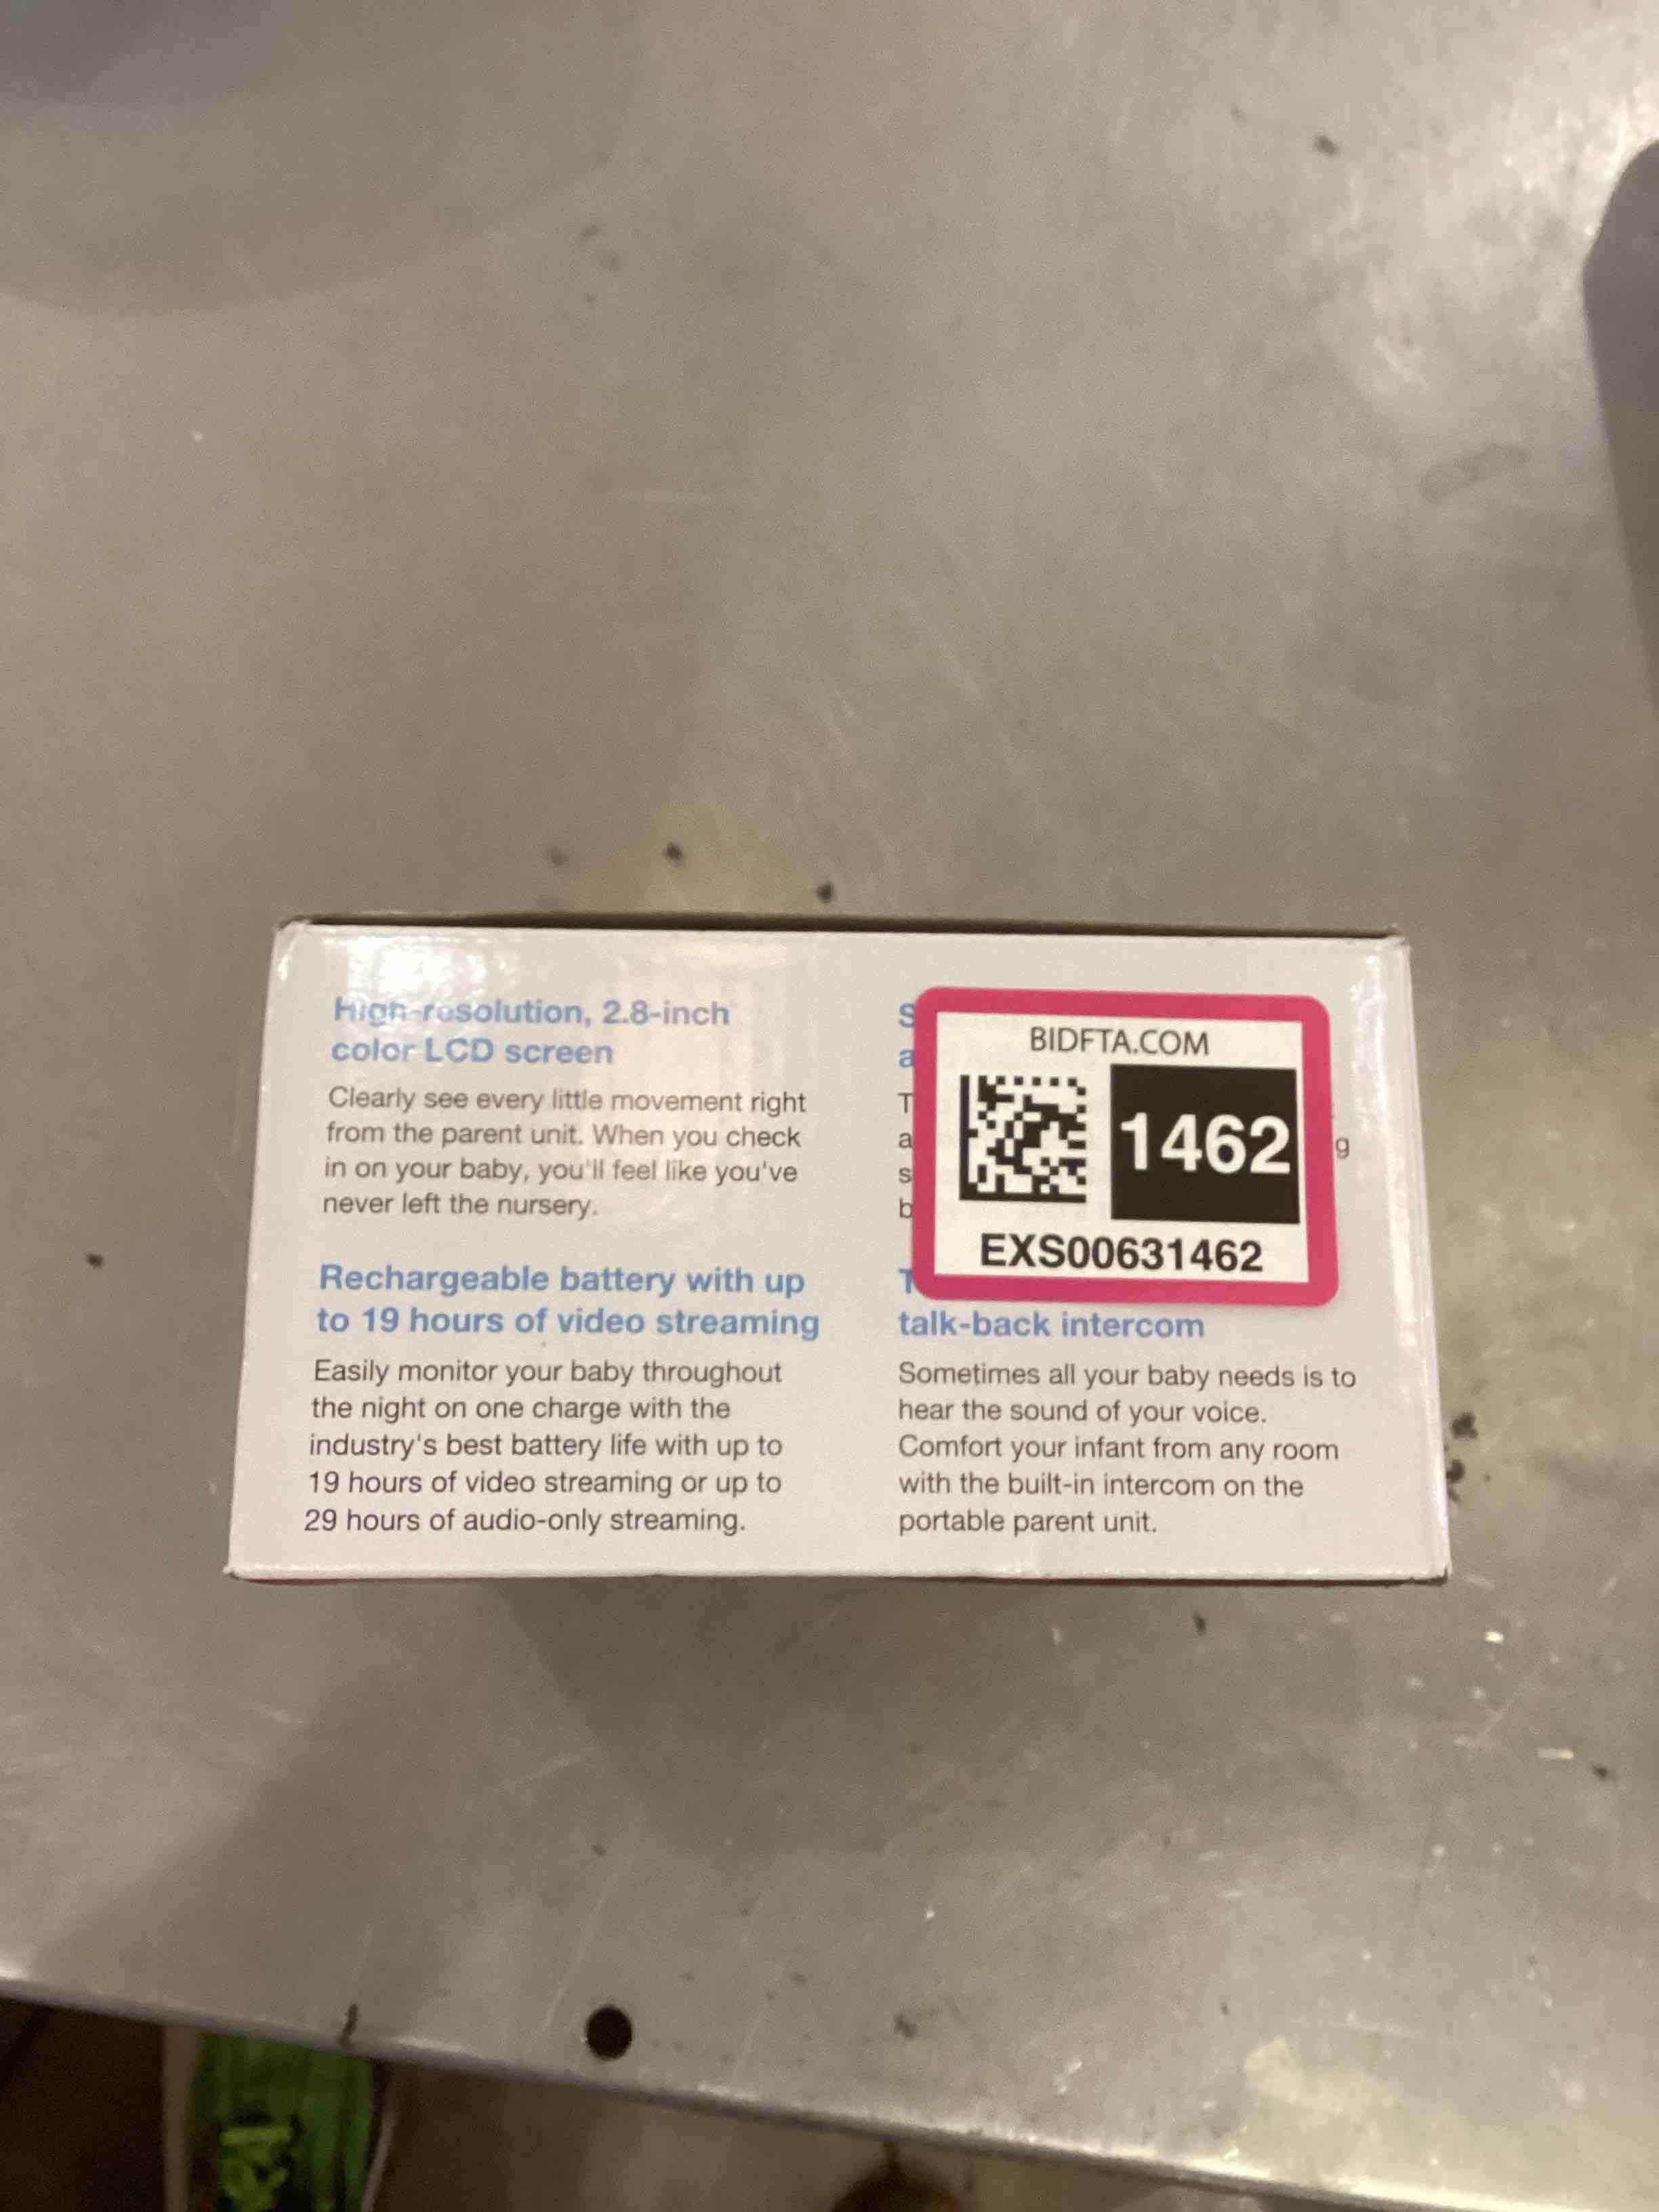 High-resolution, 2.8-inch
color LCD screen
Clearly see every little movement right
from the parent unit. When you check
in on your baby, you'll feel like you've
never left the nursery.
Rechargeable battery with up
to 19 hours of video streaming
Easily monitor your baby throughout
the night on one charge with the
industry's best battery life with up to
19 hours of video streaming or up to
29 hours of audio-only streaming.
BIDFTA.COM
1462
EXS00631462
talk-back intercom
Sometimes all your baby needs is to
hear the sound of your voice.
Comfort your infant from any room
with the built-in intercom on the
portable parent unit.